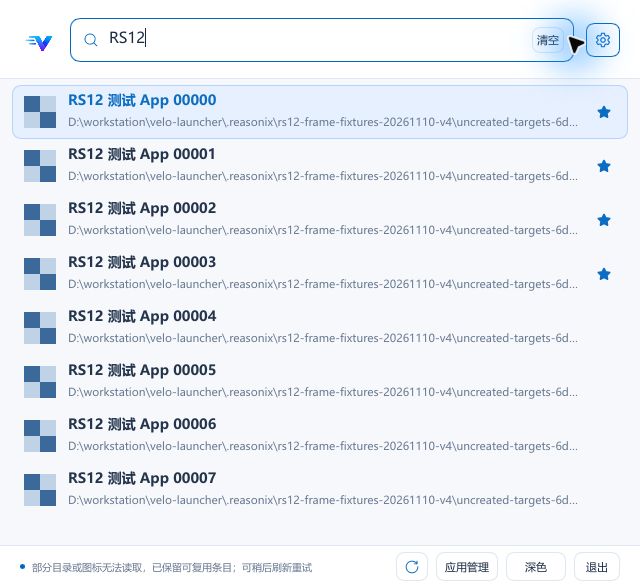 RS12
清空
RS12 测试 App 00000
D:\workstation\velo-launcher\.reasonix\rs12-frame-fixtures-20261110-v4\uncreated-targets-6d...
RS12 测试 App 00001
D:\workstation\velo-launcher\.reasonix\rs12-frame-fixtures-20261110-v4\uncreated-targets-6d...
RS12 测试 App 00002
D:\workstation\velo-launcher\.reasonix\rs12-frame-fixtures-20261110-v4\uncreated-targets-6d...
RS12 测试 App 00003
D:\workstation\velo-launcher\.reasonix\rs12-frame-fixtures-20261110-v4\uncreated-targets-6d...
RS12 测试 App 00004
D:\workstation\velo-launcher\.reasonix\rs12-frame-fixtures-20261110-v4\uncreated-targets-6d...
RS12 测试 App 00005
D:\workstation\velo-launcher\.reasonix\rs12-frame-fixtures-20261110-v4\uncreated-targets-6d...
RS12 测试 App 00006
D:\workstation\velo-launcher\.reasonix\rs12-frame-fixtures-20261110-v4\uncreated-targets-6d...
RS12 测试 App 00007
D:\workstation\velo-launcher\.reasonix\rs12-frame-fixtures-20261110-v4\uncreated-targets-6d...
部分目录或图标无法读取，已保留可复用条目；可稍后刷新重试
应用管理
深色
退出